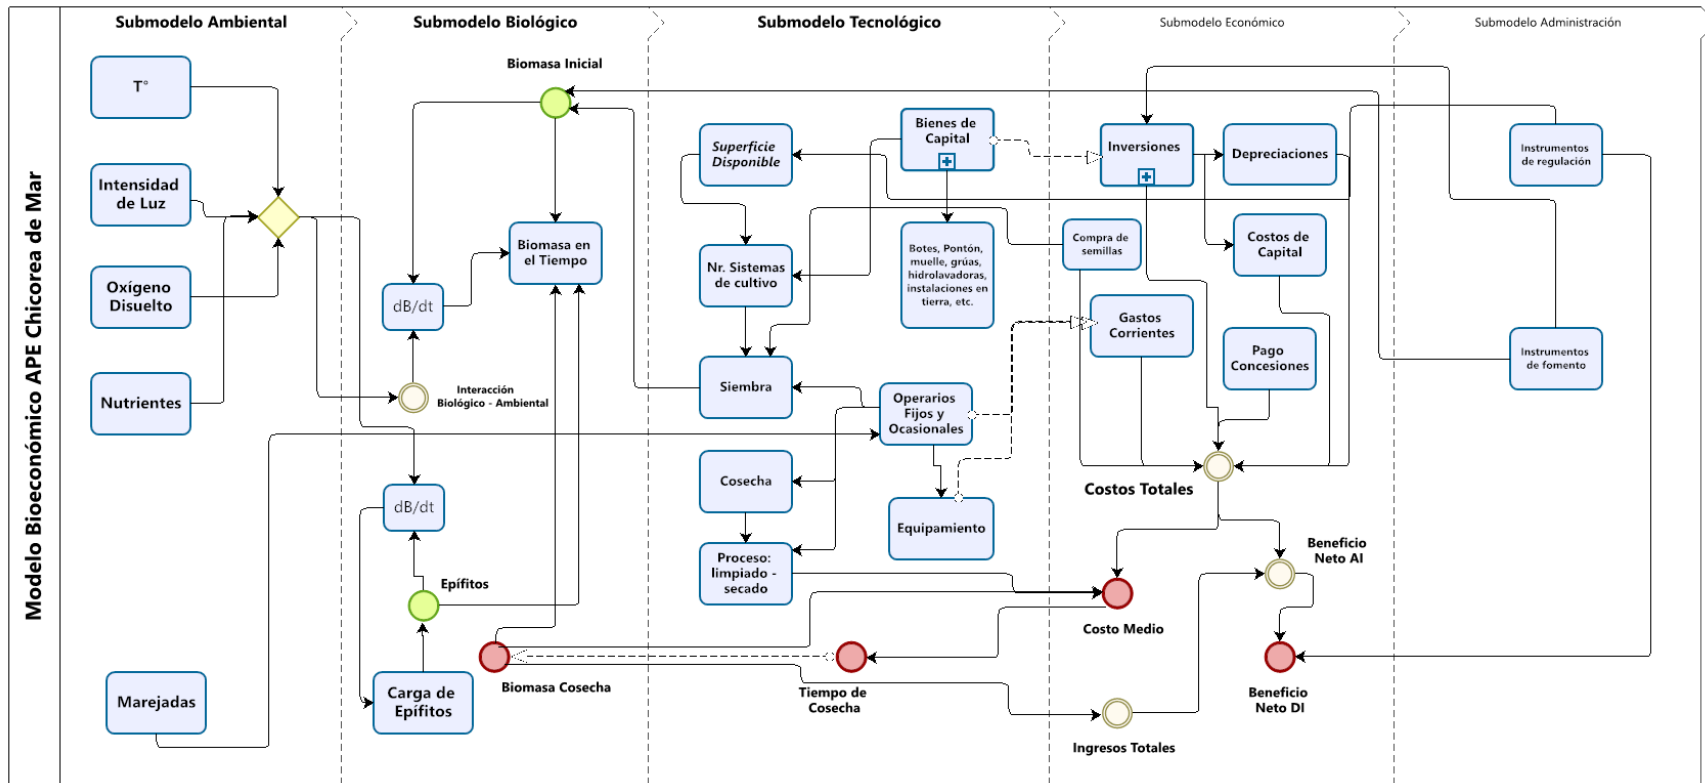 Modelo Bioeconómico APE Chicorea de Mar
Submodelo Ambiental
Submodelo Biológico
Submodelo Tecnológico
Submodelo Económico
Submodelo Administración
T°
Intensidad
de Luz
Oxígeno
Disuelto
Nutrientes
Marejadas
Biomasa Inicial
Biomasa en
el Tiempo
dB/dt
Interacción
Biológico - Ambiental
dB/dt
Epífitos
Carga de
Epífitos
Biomasa Cosecha
Superficie
Disponible
Bienes de
Capital
Nr. Sistemas
de cultivo
Botes, Pontón,
muelle, grúas,
hidrolavadoras,
instalaciones en
tierra, etc.
Siembra
Operarios
Fijos y
Ocasionales
Cosecha
Equipamiento
Proceso:
limpiado -
secado
Tiempo de
Cosecha
Inversiones
Depreciaciones
Compra de
semillas
Costos de
Capital
Gastos
Corrientes
Pago
Concesiones
Costos Totales
Beneficio
Neto AI
Costo Medio
Beneficio
Neto DI
Ingresos Totales
Instrumentos
de regulación
Instrumentos
de fomento